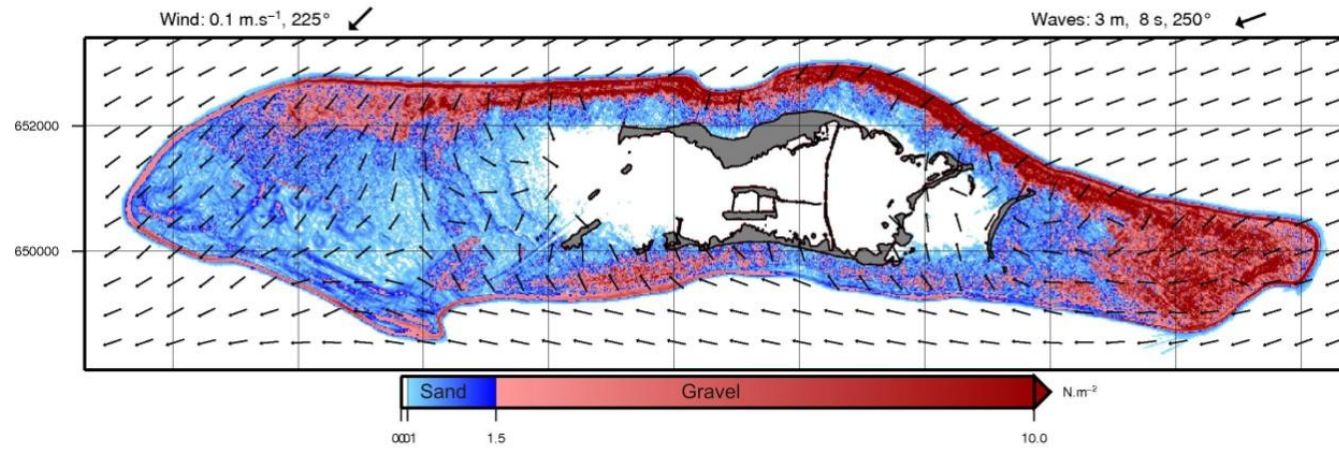 Wind: 0.1 m.s⁻¹, 225° Waves: 3 m, 8 s, 250°
652000
650000
Sand Gravel N.m⁻²
0001 1.5 10.0